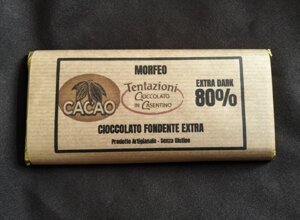 MORFEO
CACAO
Tentazioni
CIOCCOLATO
IN CASENTINO
EXTRA DARK
80%
CIOCCOLATO FONDENTE EXTRA
Prodotto Artigianale - Senza Glutine